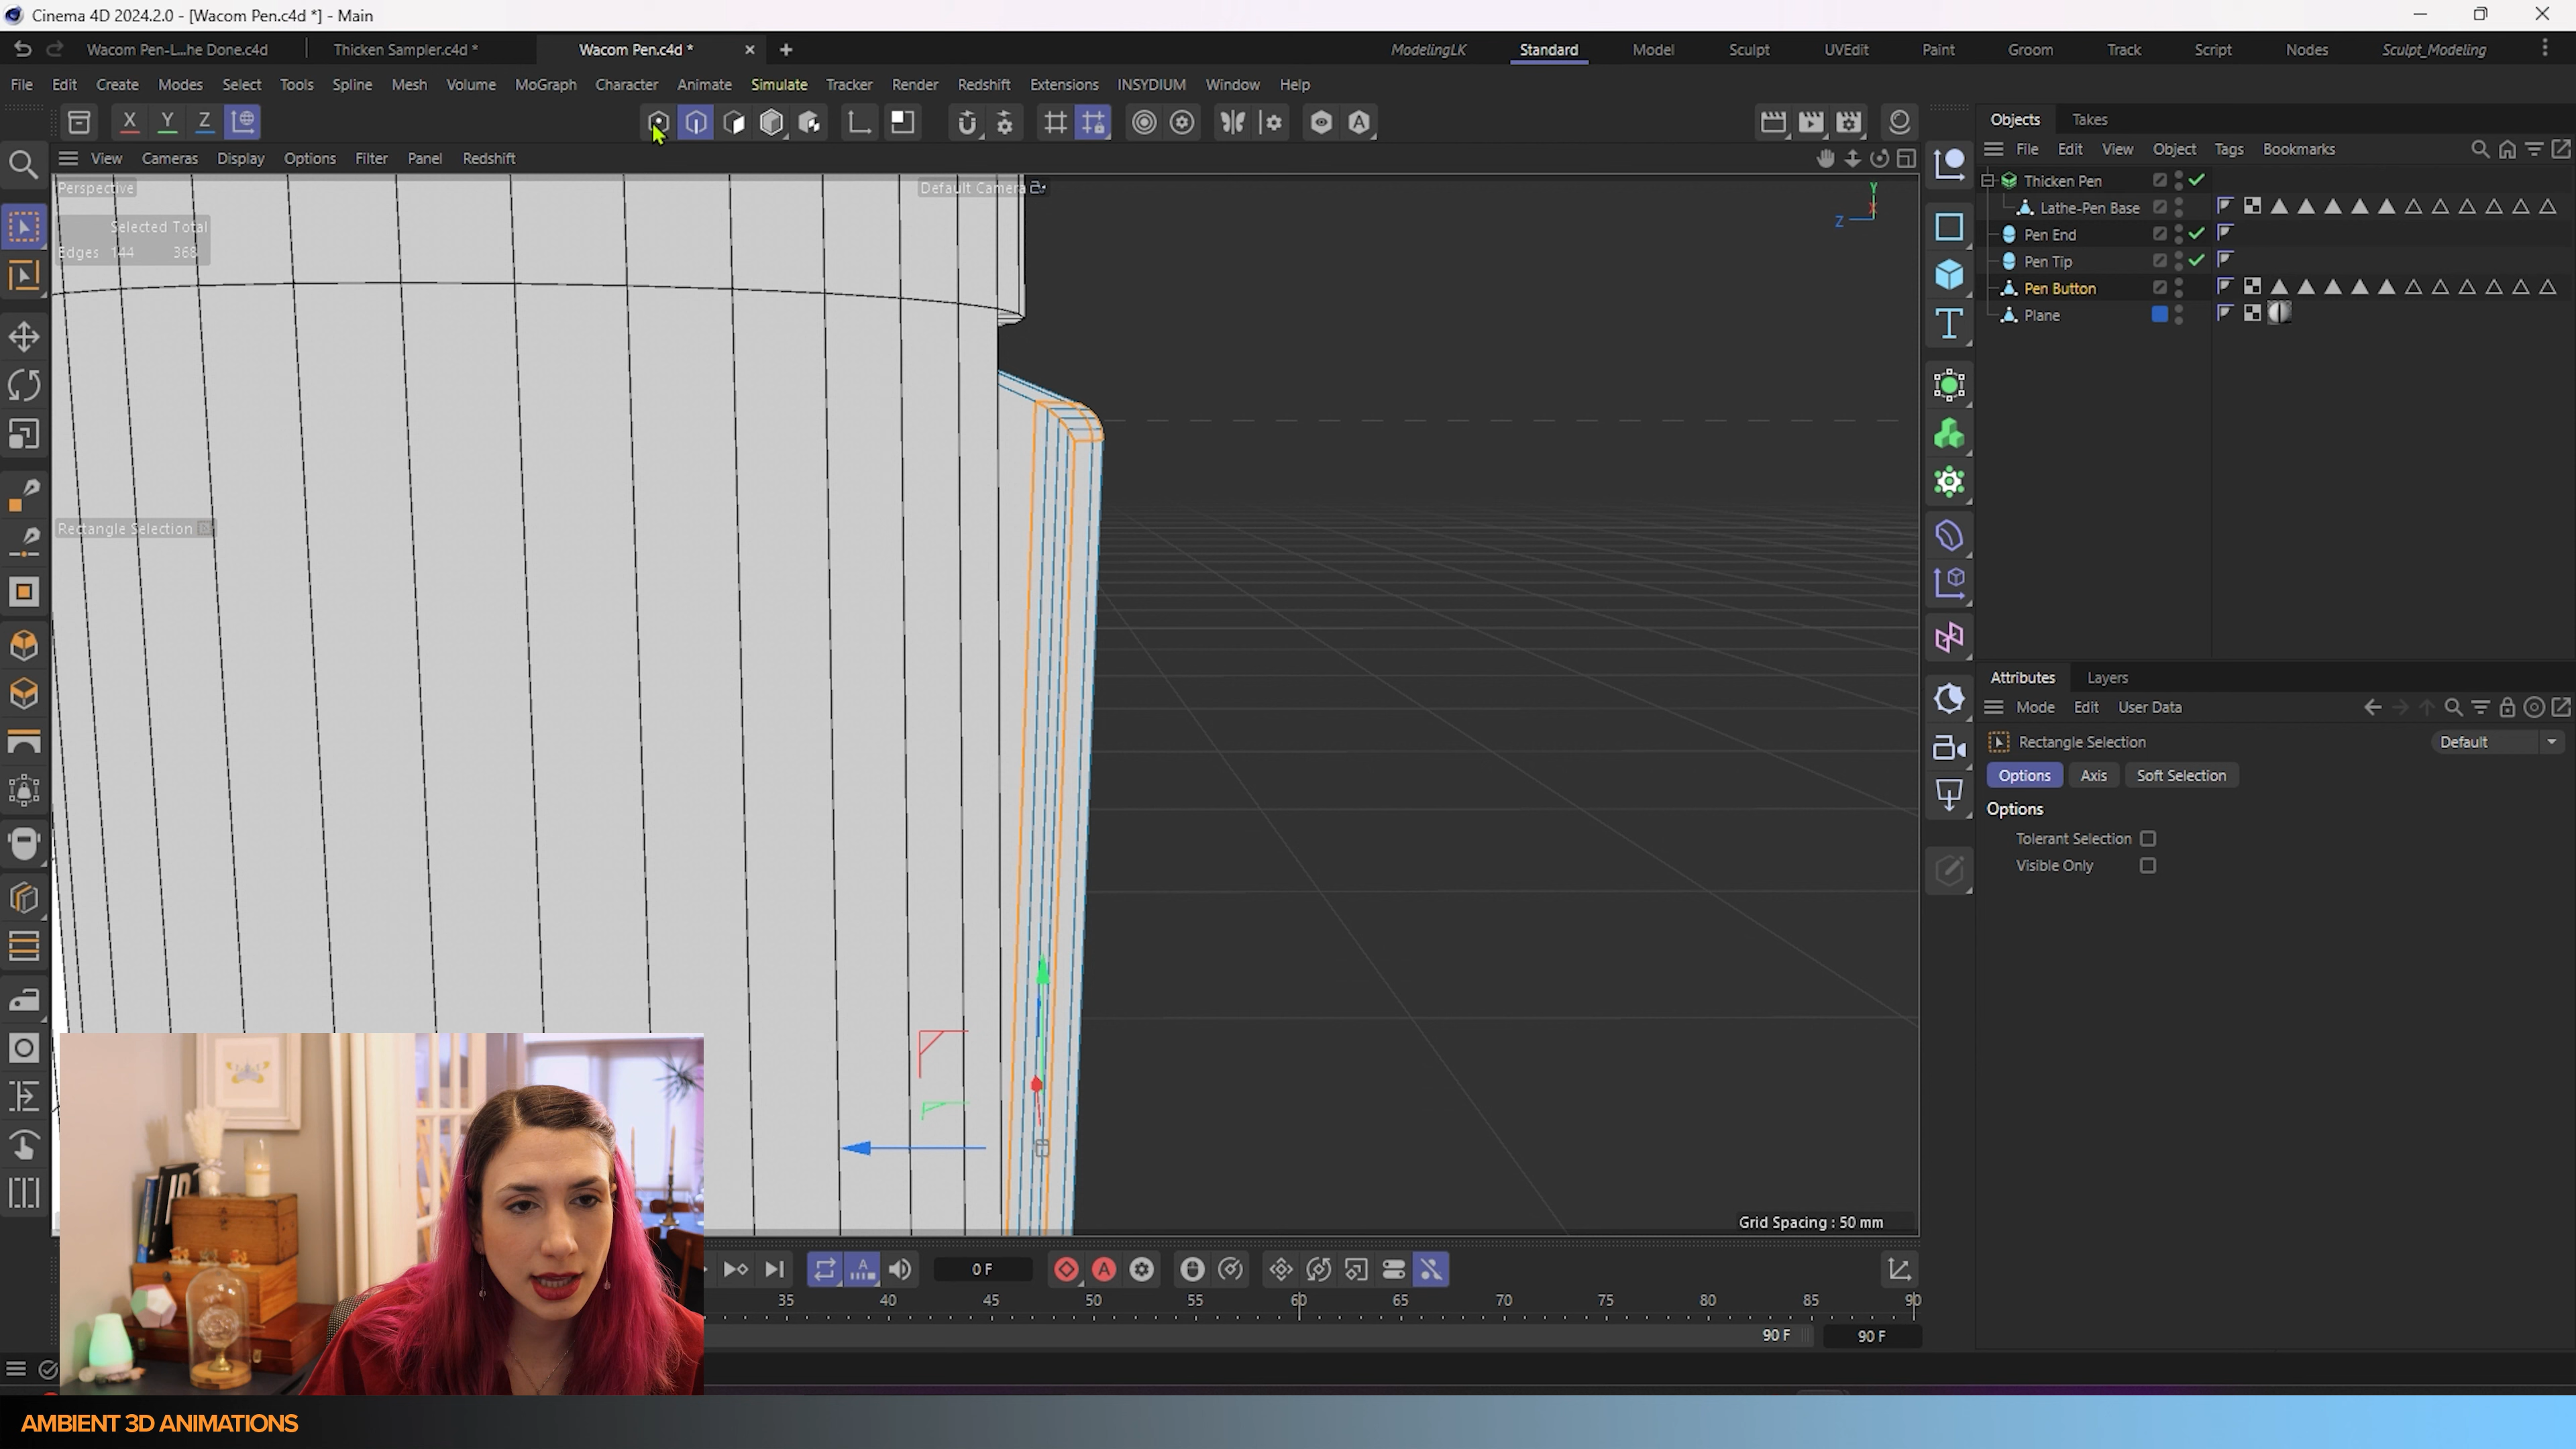 Cinema 4D 2024.2.0 - [Wacom Pen.c4d *] - Main
Wacom Pen-L...he Done.c4d
Thicken Sampler.c4d *
Wacom Pen.c4d *
ModelingLK
Standard
Model
Sculpt
UVEdit
Paint
Groom
Track
Script
Nodes
Sculpt_Modeling
File Edit Create Modes Select Tools Spline Mesh Volume MoGraph Character Animate Simulate Tracker Render Redshift Extensions INSYDIUM Window Help
X Y Z
Objects Takes
View Cameras Display Options Filter Panel Redshift
File Edit View Object Tags Bookmarks
Perspective
Default Camera
Y
X
Z
Selected Total
Edges 144 368
Rectangle Selection
Grid Spacing : 50 mm
Thicken Pen
Lathe-Pen Base
Pen End
Pen Tip
Pen Button
Plane
Attributes Layers
Mode Edit User Data
Rectangle Selection
Default
Options Axis Soft Selection
Options
Tolerant Selection
Visible Only
0 F
35 40 45 50 55 60 65 70 75 80 85 90
90 F
90 F
AMBIENT 3D ANIMATIONS